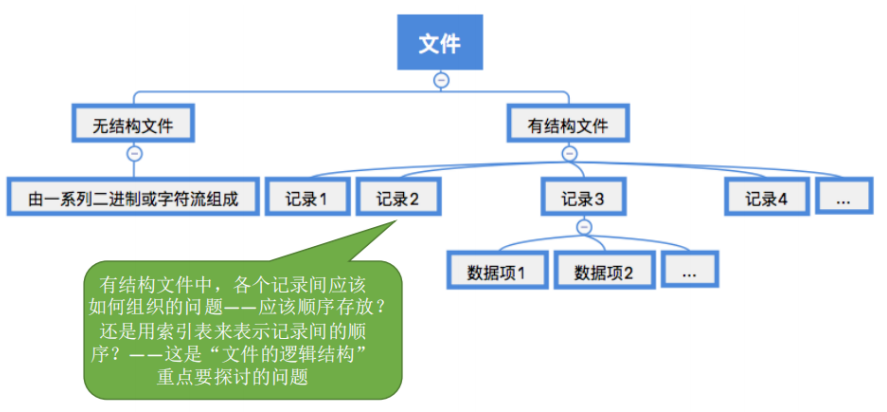 文件
无结构文件
有结构文件
由一系列二进制或字符流组成
记录1
记录2
记录3
记录4
...
数据项1
数据项2
...
有结构文件中，各个记录间应该
如何组织的问题——应该顺序存放？
还是用索引表来表示记录间的顺
序？——这是“文件的逻辑结构”
重点要探讨的问题